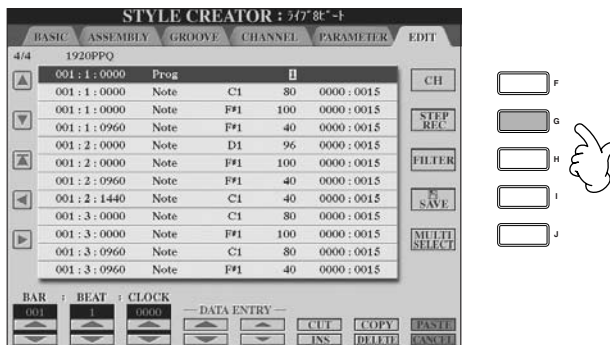 STYLE CREATOR : ﾗｲﾌﾞ8ﾋﾞｰﾄ
BASIC ASSEMBLY GROOVE CHANNEL PARAMETER EDIT
4/4 1920PPQ
001 : 1 : 0000 Prog 1
001 : 1 : 0000 Note C1 80 0000 : 0015
001 : 1 : 0000 Note F#1 100 0000 : 0015
001 : 1 : 0960 Note F#1 40 0000 : 0015
001 : 2 : 0000 Note D1 96 0000 : 0015
001 : 2 : 0000 Note F#1 100 0000 : 0015
001 : 2 : 0960 Note F#1 40 0000 : 0015
001 : 2 : 1440 Note C1 40 0000 : 0015
001 : 3 : 0000 Note C1 80 0000 : 0015
001 : 3 : 0000 Note F#1 100 0000 : 0015
001 : 3 : 0960 Note C1 80 0000 : 0015
001 : 3 : 0960 Note F#1 40 0000 : 0015
CH
STEP REC
FILTER
SAVE
MULTI SELECT
F
G
H
I
J
BAR : BEAT : CLOCK
001 1 0000
DATA ENTRY
CUT COPY PASTE
INS DELETE CANCEL